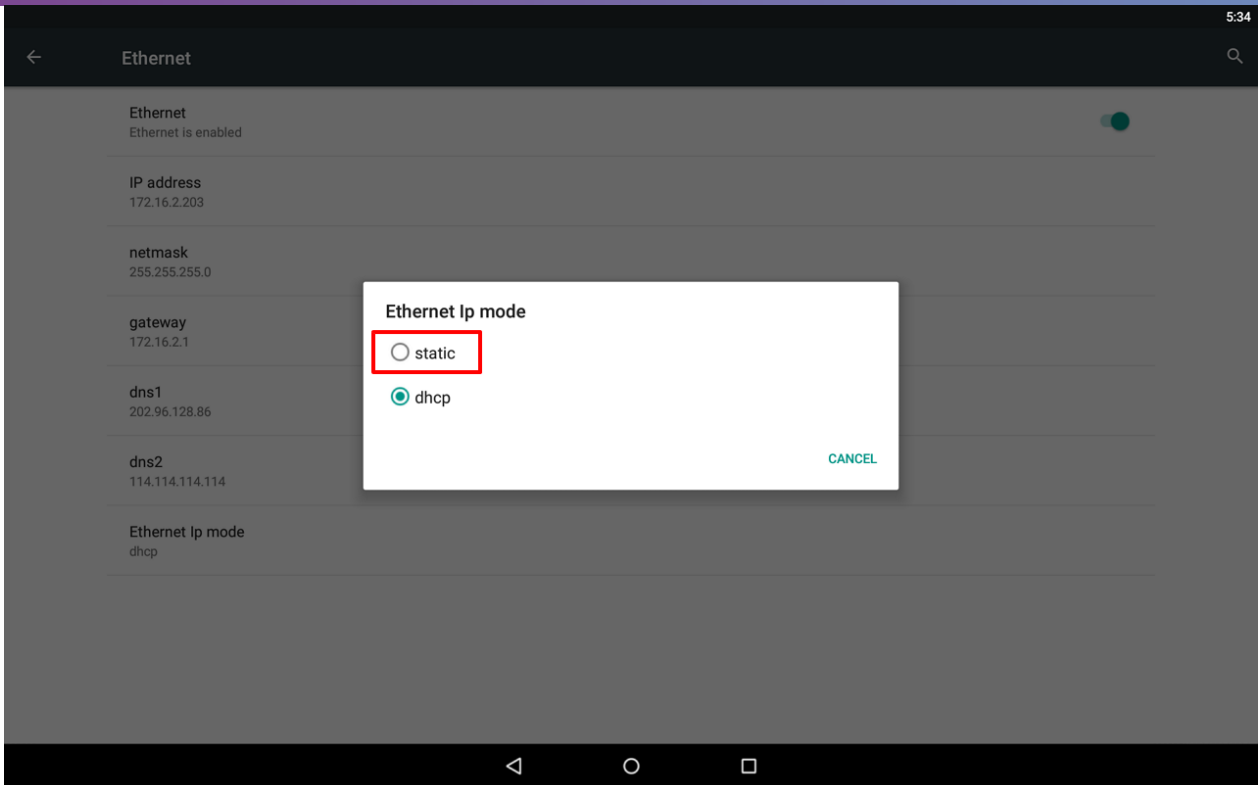 5:34
Ethernet
Ethernet
Ethernet is enabled
IP address
172.16.2.203
netmask
255.255.255.0
gateway
172.16.2.1
dns1
202.96.128.86
dns2
114.114.114.114
Ethernet Ip mode
dhcp
Ethernet Ip mode
static
dhcp
CANCEL